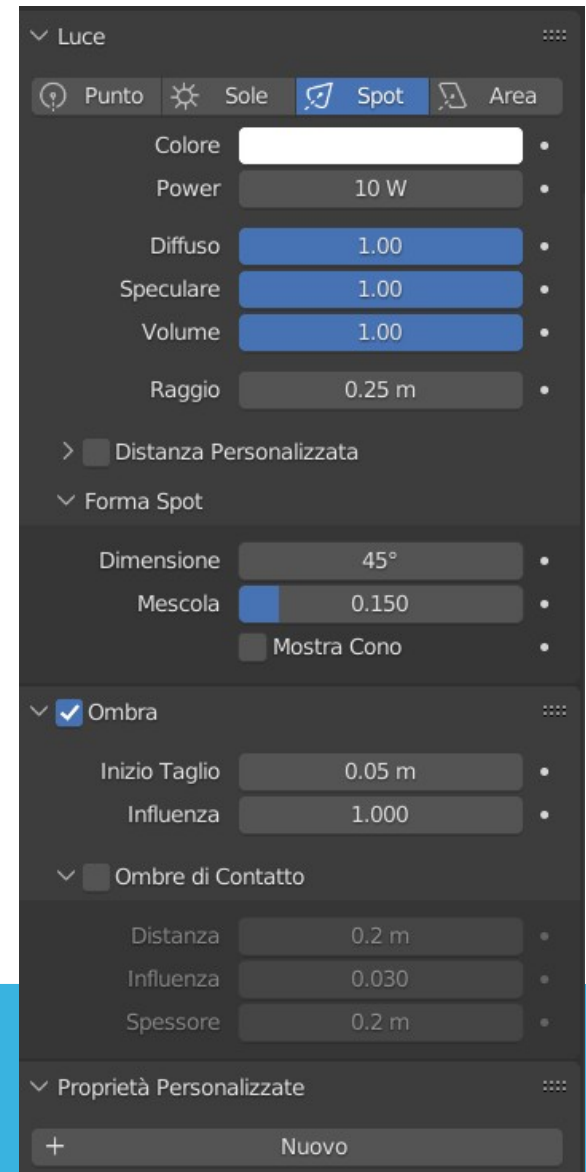 Luce
Punto Sole Spot Area
Colore
Power 10 W
Diffuso 1.00
Speculare 1.00
Volume 1.00
Raggio 0.25 m
Distanza Personalizzata
Forma Spot
Dimensione 45°
Mescola 0.150
Mostra Cono
Ombra
Inizio Taglio 0.05 m
Influenza 1.000
Ombre di Contatto
Distanza 0.2 m
Influenza 0.030
Spessore 0.2 m
Proprietà Personalizzate
+ Nuovo